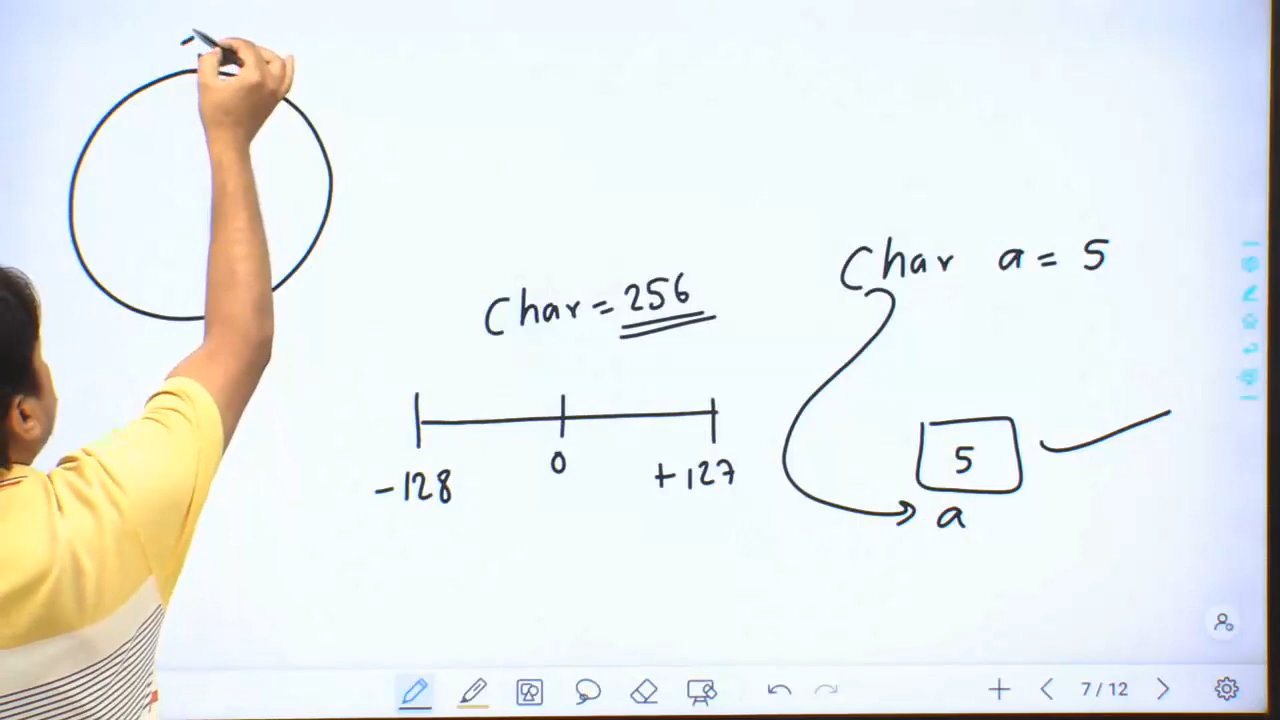 Char a = 5
Char = 256
-128 0 +127
5
a
7 / 12